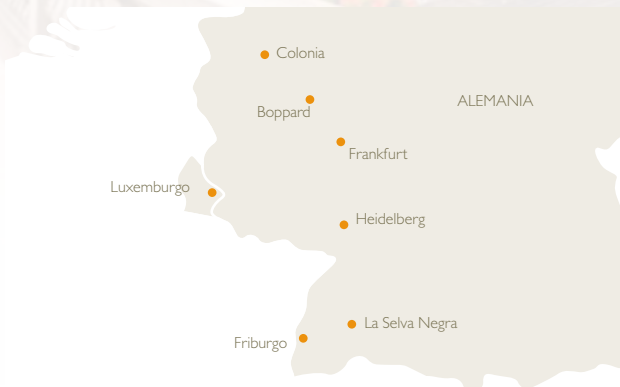 Colonia
ALEMANIA
Boppard
Frankfurt
Luxemburgo
Heidelberg
La Selva Negra
Friburgo